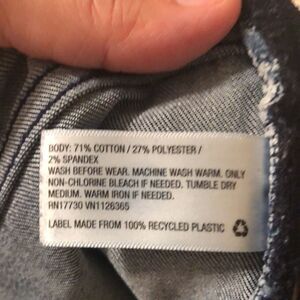 BODY: 71% COTTON / 27% POLYESTER /
2% SPANDEX
WASH BEFORE WEAR. MACHINE WASH WARM. ONLY
NON-CHLORINE BLEACH IF NEEDED. TUMBLE DRY
MEDIUM. WARM IRON IF NEEDED.
RN17730 VN1126365
LABEL MADE FROM 100% RECYCLED PLASTIC